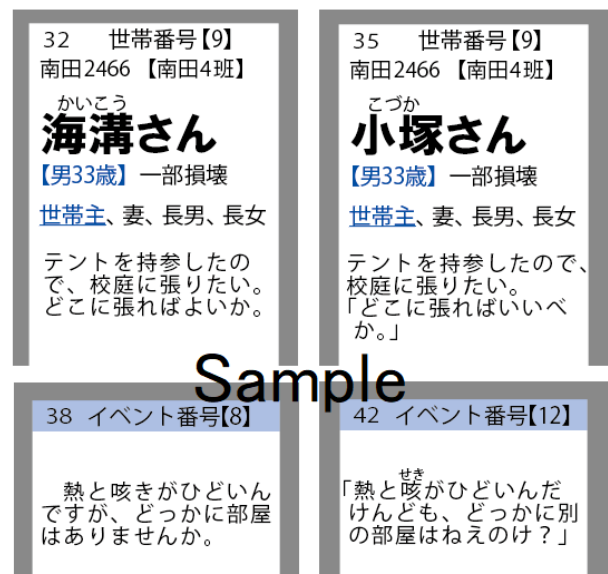 32 世帯番号【9】
南田2466 【南田4班】
かいこう
海溝さん
【男33歳】一部損壊
世帯主、妻、長男、長女
テントを持参したの
で、校庭に張りたい。
どこに張ればよいか。
35 世帯番号【9】
南田2466 【南田4班】
こづか
小塚さん
【男33歳】一部損壊
世帯主、妻、長男、長女
テントを持参したので、
校庭に張りたい。
「どこに張ればいいべ
か。」
Sample
38 イベント番号【8】
熱と咳きがひどいん
ですが、どっかに部屋
はありませんか。
42 イベント番号【12】
せき
「熱と咳がひどいんだ
けんども、どっかに別
の部屋はねえのけ？」